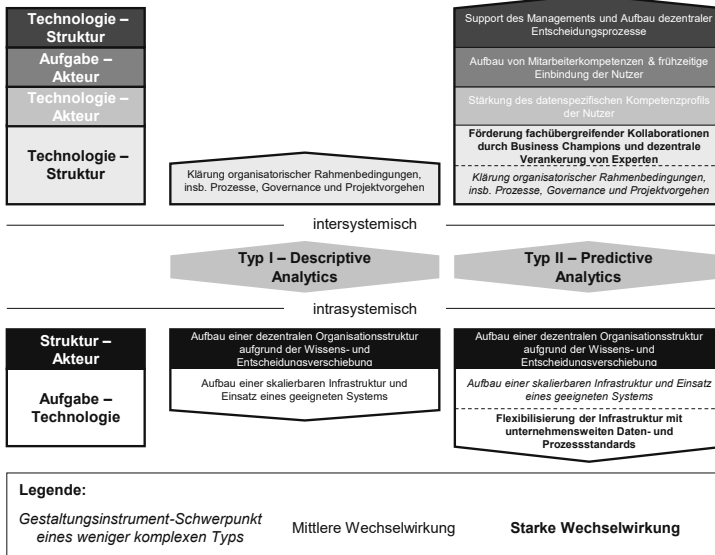 Technologie –
Struktur
Support des Managements und Aufbau dezentraler
Entscheidungsprozesse
Aufgabe –
Akteur
Aufbau von Mitarbeiterkompetenzen & frühzeitige
Einbindung der Nutzer
Technologie –
Akteur
Stärkung des datenspezifischen Kompetenzprofils
der Nutzer
Technologie –
Struktur
Klärung organisatorischer Rahmenbedingungen,
insb. Prozesse, Governance und Projektvorgehen
Förderung fachübergreifender Kollaborationen
durch Business Champions und dezentrale
Verankerung von Experten
Klärung organisatorischer Rahmenbedingungen,
insb. Prozesse, Governance und Projektvorgehen
intersystemisch
Typ I – Descriptive
Analytics
Typ II – Predictive
Analytics
intrasystemisch
Struktur –
Akteur
Aufbau einer dezentralen Organisationsstruktur
aufgrund der Wissens- und
Entscheidungsverschiebung
Aufbau einer dezentralen Organisationsstruktur
aufgrund der Wissens- und
Entscheidungsverschiebung
Aufgabe –
Technologie
Aufbau einer skalierbaren Infrastruktur und
Einsatz eines geeigneten Systems
Aufbau einer skalierbaren Infrastruktur und Einsatz
eines geeigneten Systems
Flexibilisierung der Infrastruktur mit
unternehmensweiten Daten- und
Prozessstandards
Legende:
Gestaltungsinstrument-Schwerpunkt
eines weniger komplexen Typs
Mittlere Wechselwirkung
Starke Wechselwirkung